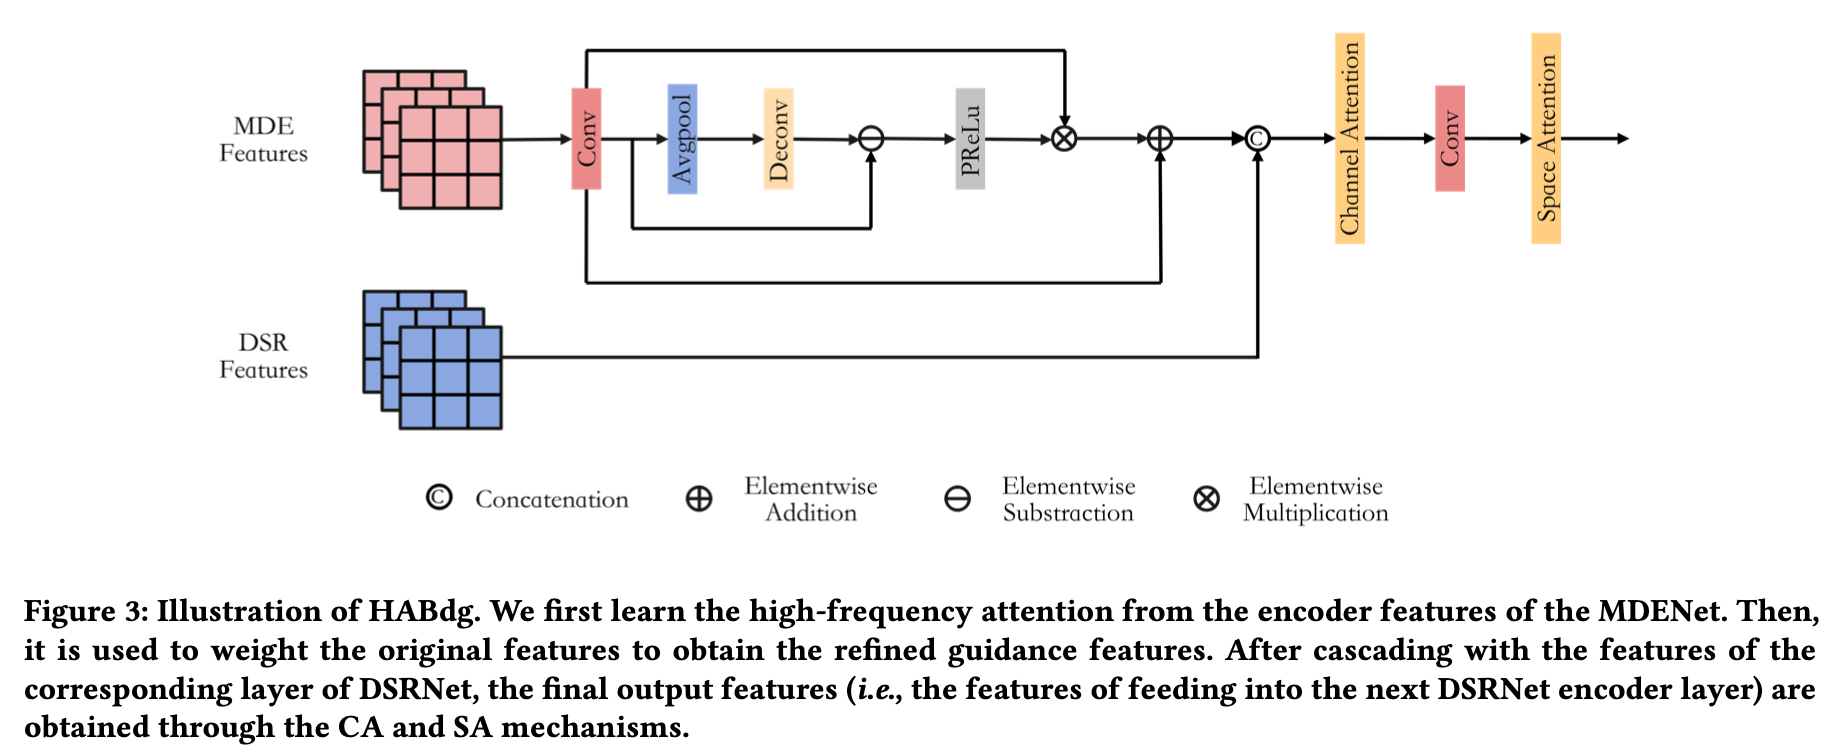 MDE
Features
Conv
Avgpool
Deconv
PReLu
C
Channel Attention
Conv
Space Attention
DSR
Features
C Concatenation
Elementwise
Addition
Elementwise
Substraction
Elementwise
Multiplication
Figure 3: Illustration of HABdg. We first learn the high-frequency attention from the encoder features of the MDENet. Then,
it is used to weight the original features to obtain the refined guidance features. After cascading with the features of the
corresponding layer of DSRNet, the final output features (i.e., the features of feeding into the next DSRNet encoder layer) are
obtained through the CA and SA mechanisms.